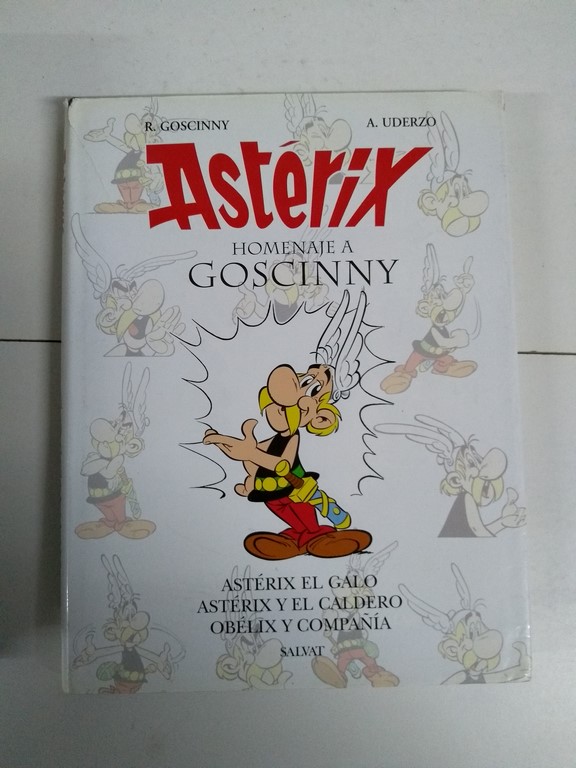 R. GOSCINNY A. UDERZO
Astérix
HOMENAJE A
GOSCINNY
ASTÉRIX EL GALO
ASTÉRIX Y EL CALDERO
OBÉLIX Y COMPAÑÍA
SALVAT